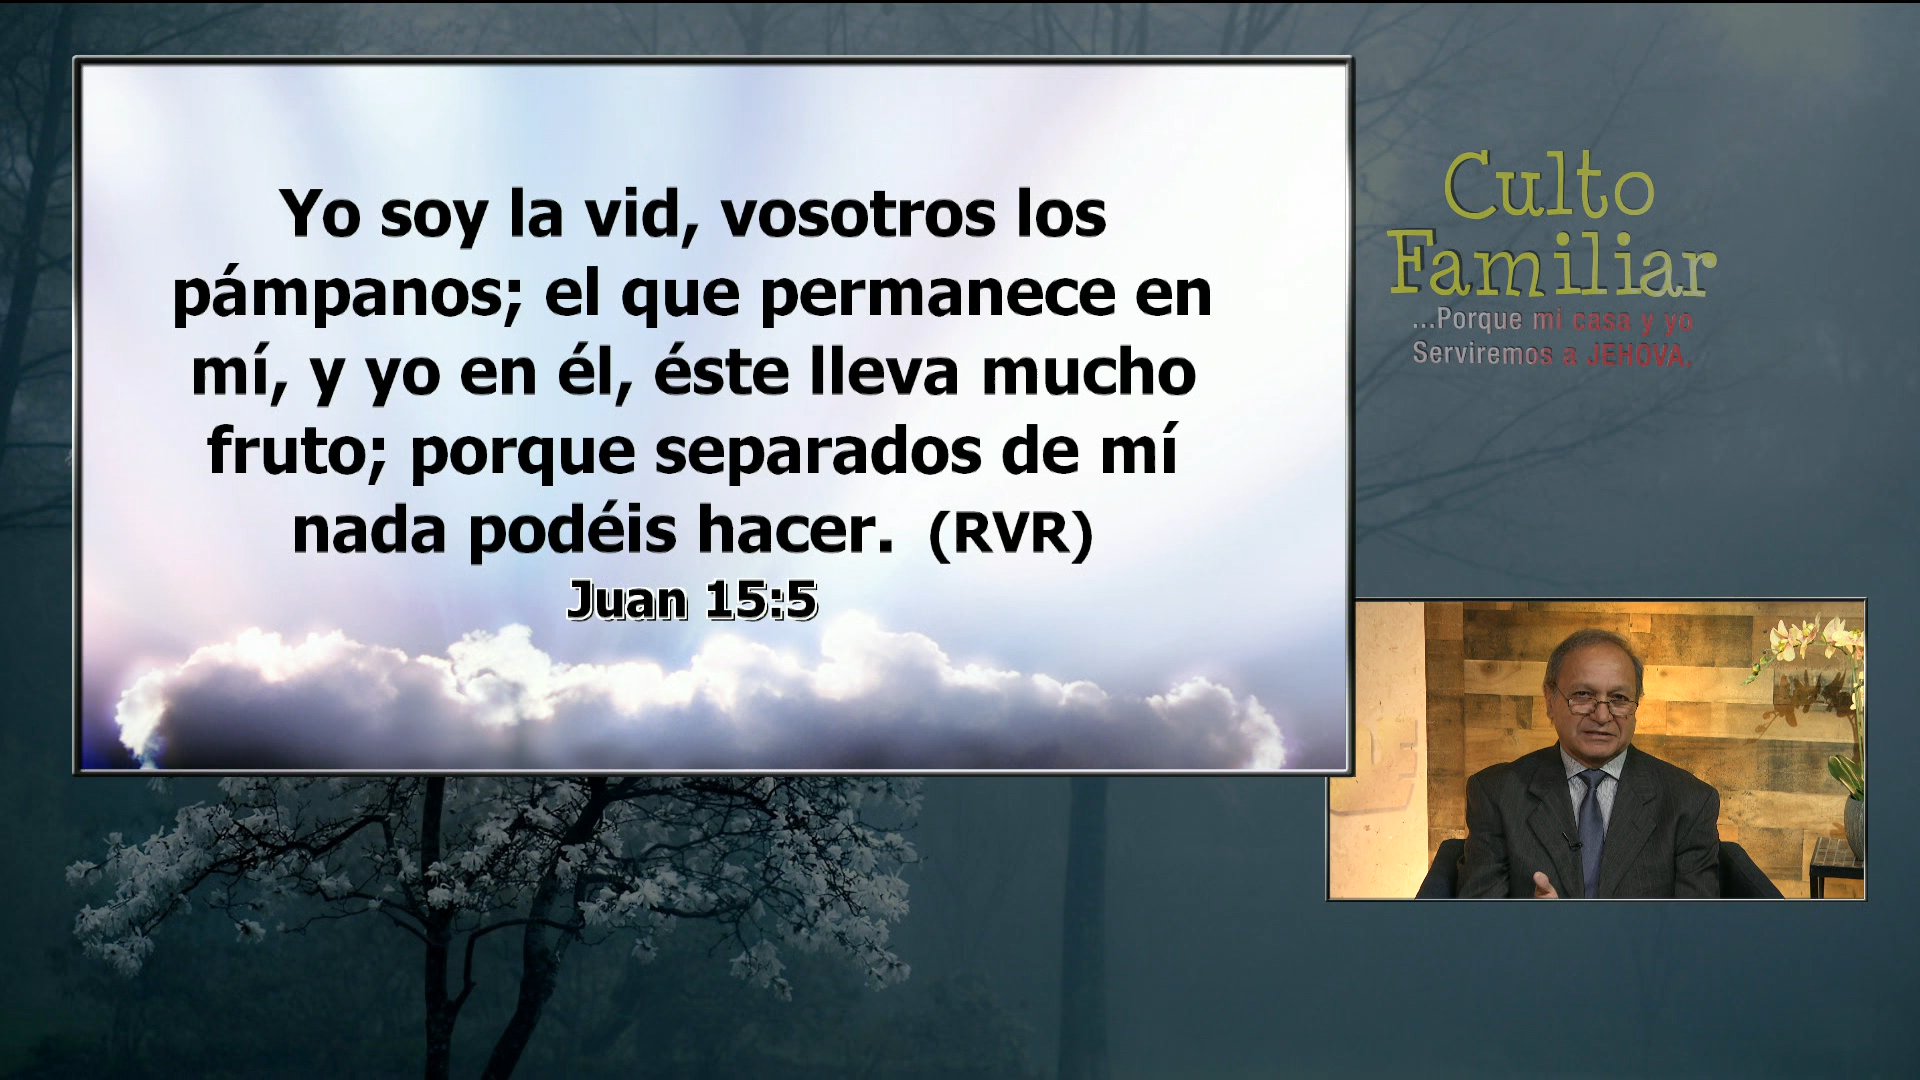 Yo soy la vid, vosotros los
pámpanos; el que permanece en
mí, y yo en él, éste lleva mucho
fruto; porque separados de mí
nada podéis hacer. (RVR)
Juan 15:5
Culto
Familiar
...Porque mi casa y yo
Serviremos a JEHOVA.